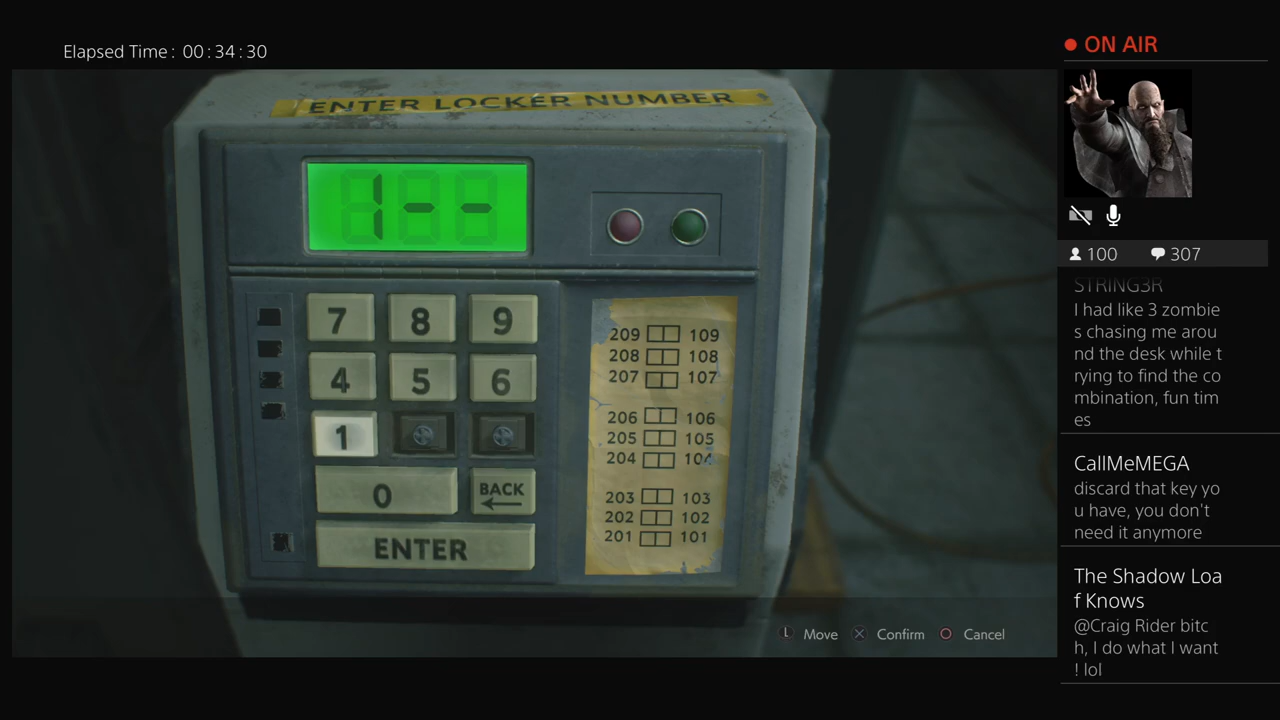 Elapsed Time: 00:34:30
ENTER LOCKER NUMBER
1--
7 8 9
4 5 6
1
0 BACK
ENTER
209 109
208 108
207 107
206 106
205 105
204 104
203 103
202 102
201 101
L Move Confirm Cancel
ON AIR
100 307
STRING3R
I had like 3 zombie
s chasing me arou
nd the desk while t
rying to find the co
mbination, fun tim
es
CallMeMEGA
discard that key yo
u have, you don't
need it anymore
The Shadow Loa
f Knows
@Craig Rider bitc
h, I do what I want
! lol